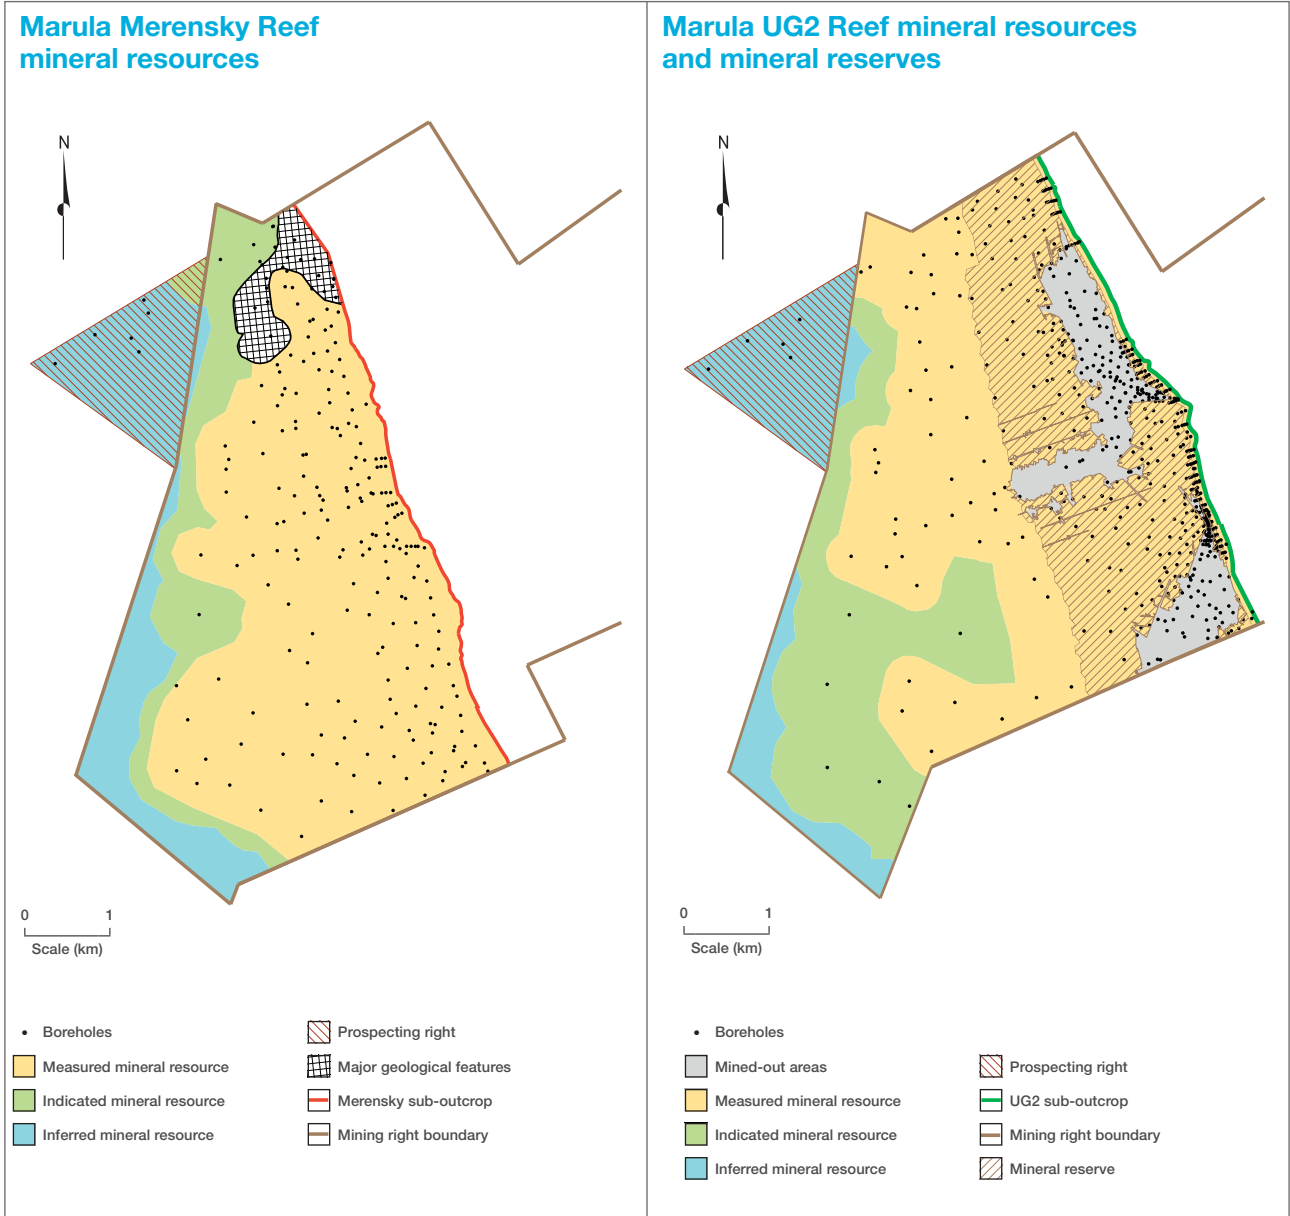 Marula Merensky Reef
mineral resources
N
0 1
Scale (km)
Boreholes
Measured mineral resource
Indicated mineral resource
Inferred mineral resource
Prospecting right
Major geological features
Merensky sub-outcrop
Mining right boundary
Marula UG2 Reef mineral resources
and mineral reserves
N
0 1
Scale (km)
Boreholes
Mined-out areas
Measured mineral resource
Indicated mineral resource
Inferred mineral resource
Prospecting right
UG2 sub-outcrop
Mining right boundary
Mineral reserve